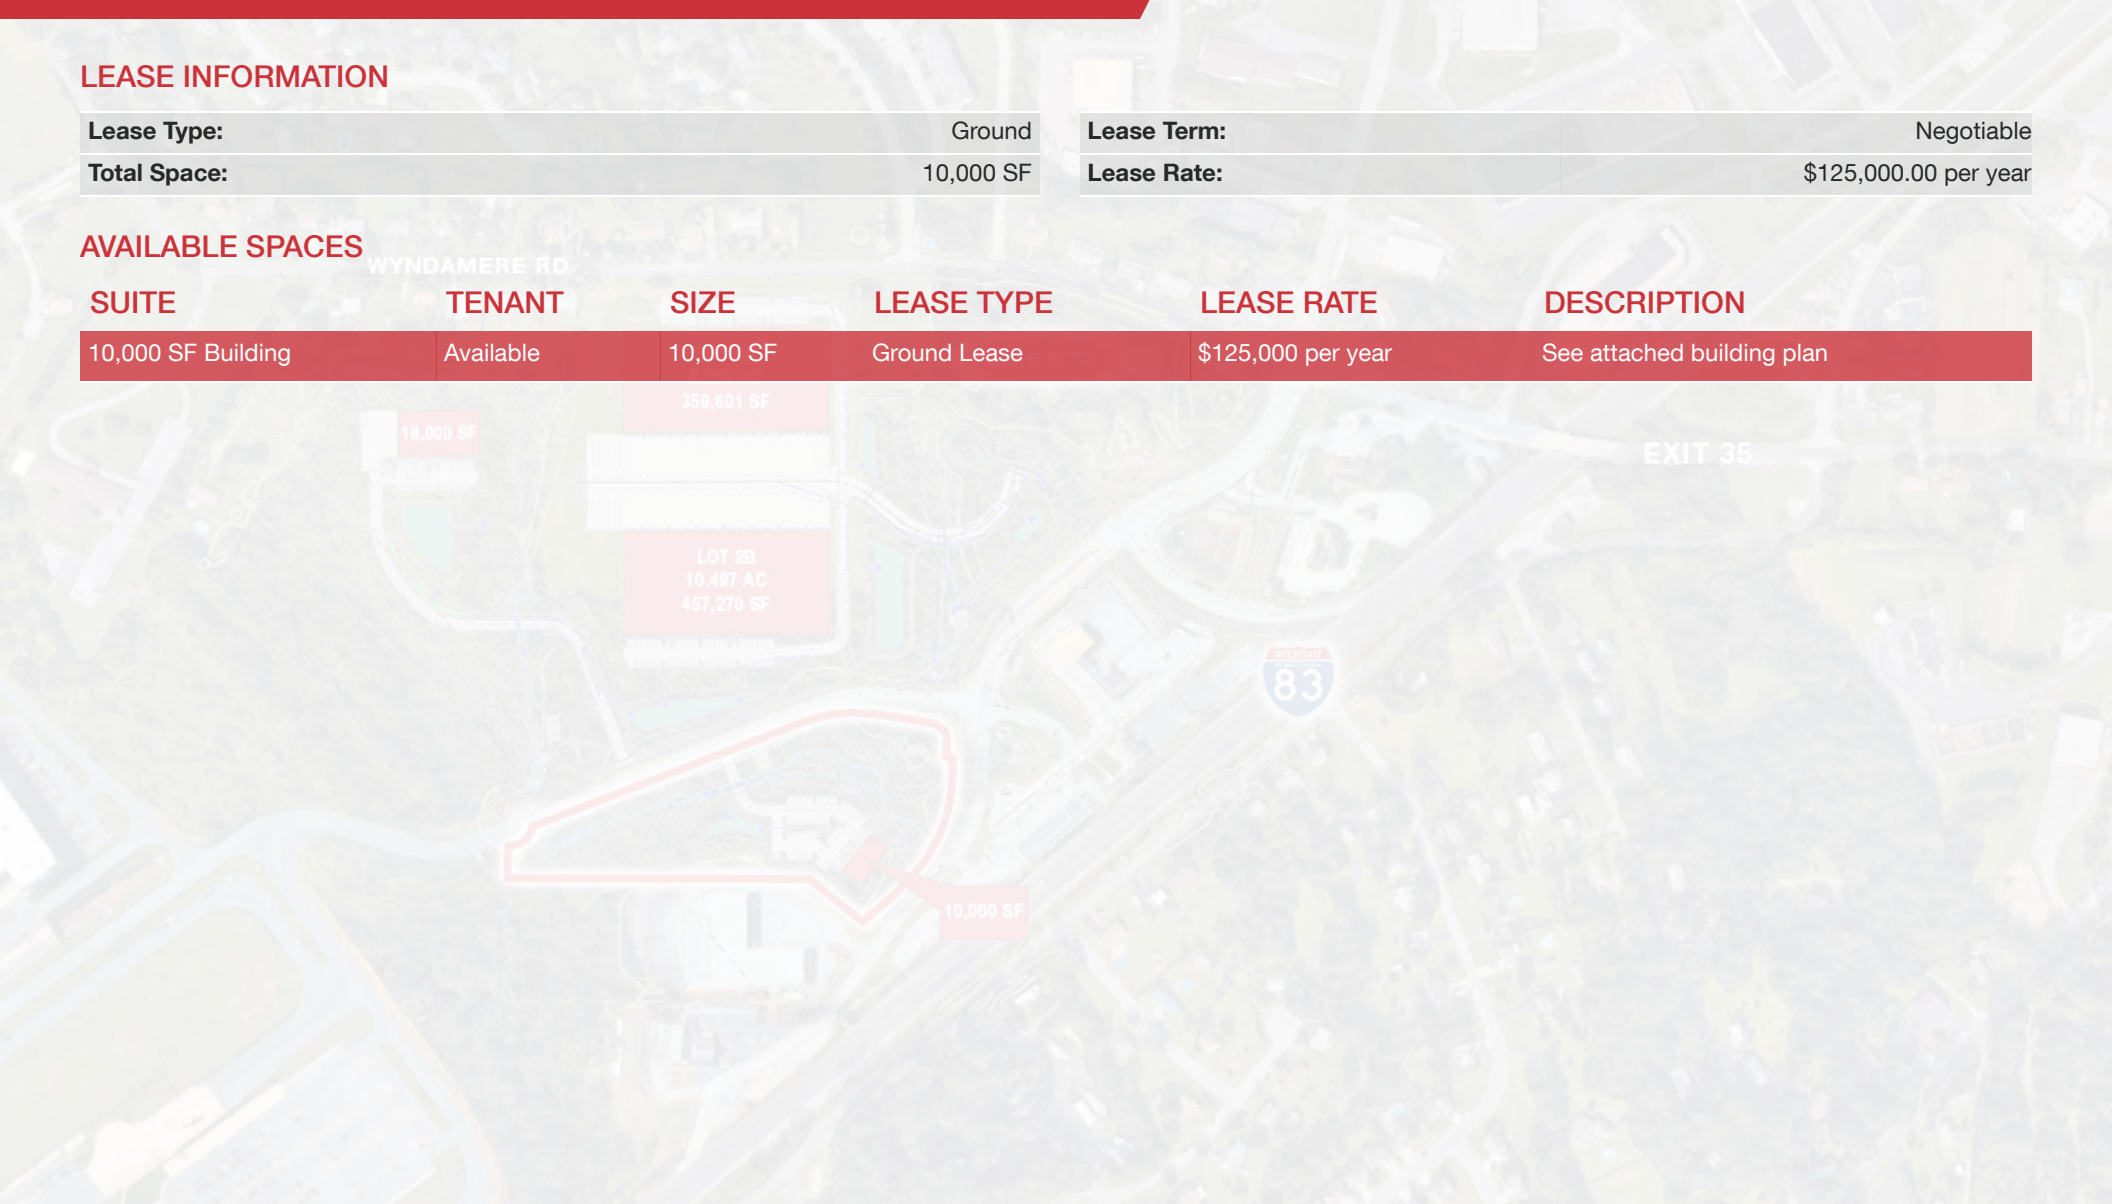 LEASE INFORMATION
Lease Type: Ground
Total Space: 10,000 SF
Lease Term: Negotiable
Lease Rate: $125,000.00 per year
AVAILABLE SPACES
WYNDAMERE RD
SUITE TENANT SIZE LEASE TYPE LEASE RATE DESCRIPTION
10,000 SF Building Available 10,000 SF Ground Lease $125,000 per year See attached building plan
359,601 SF
18,000 SF
EXIT 35
LOT 2B
10.497 AC
457,270 SF
INTERSTATE
83
10,000 SF